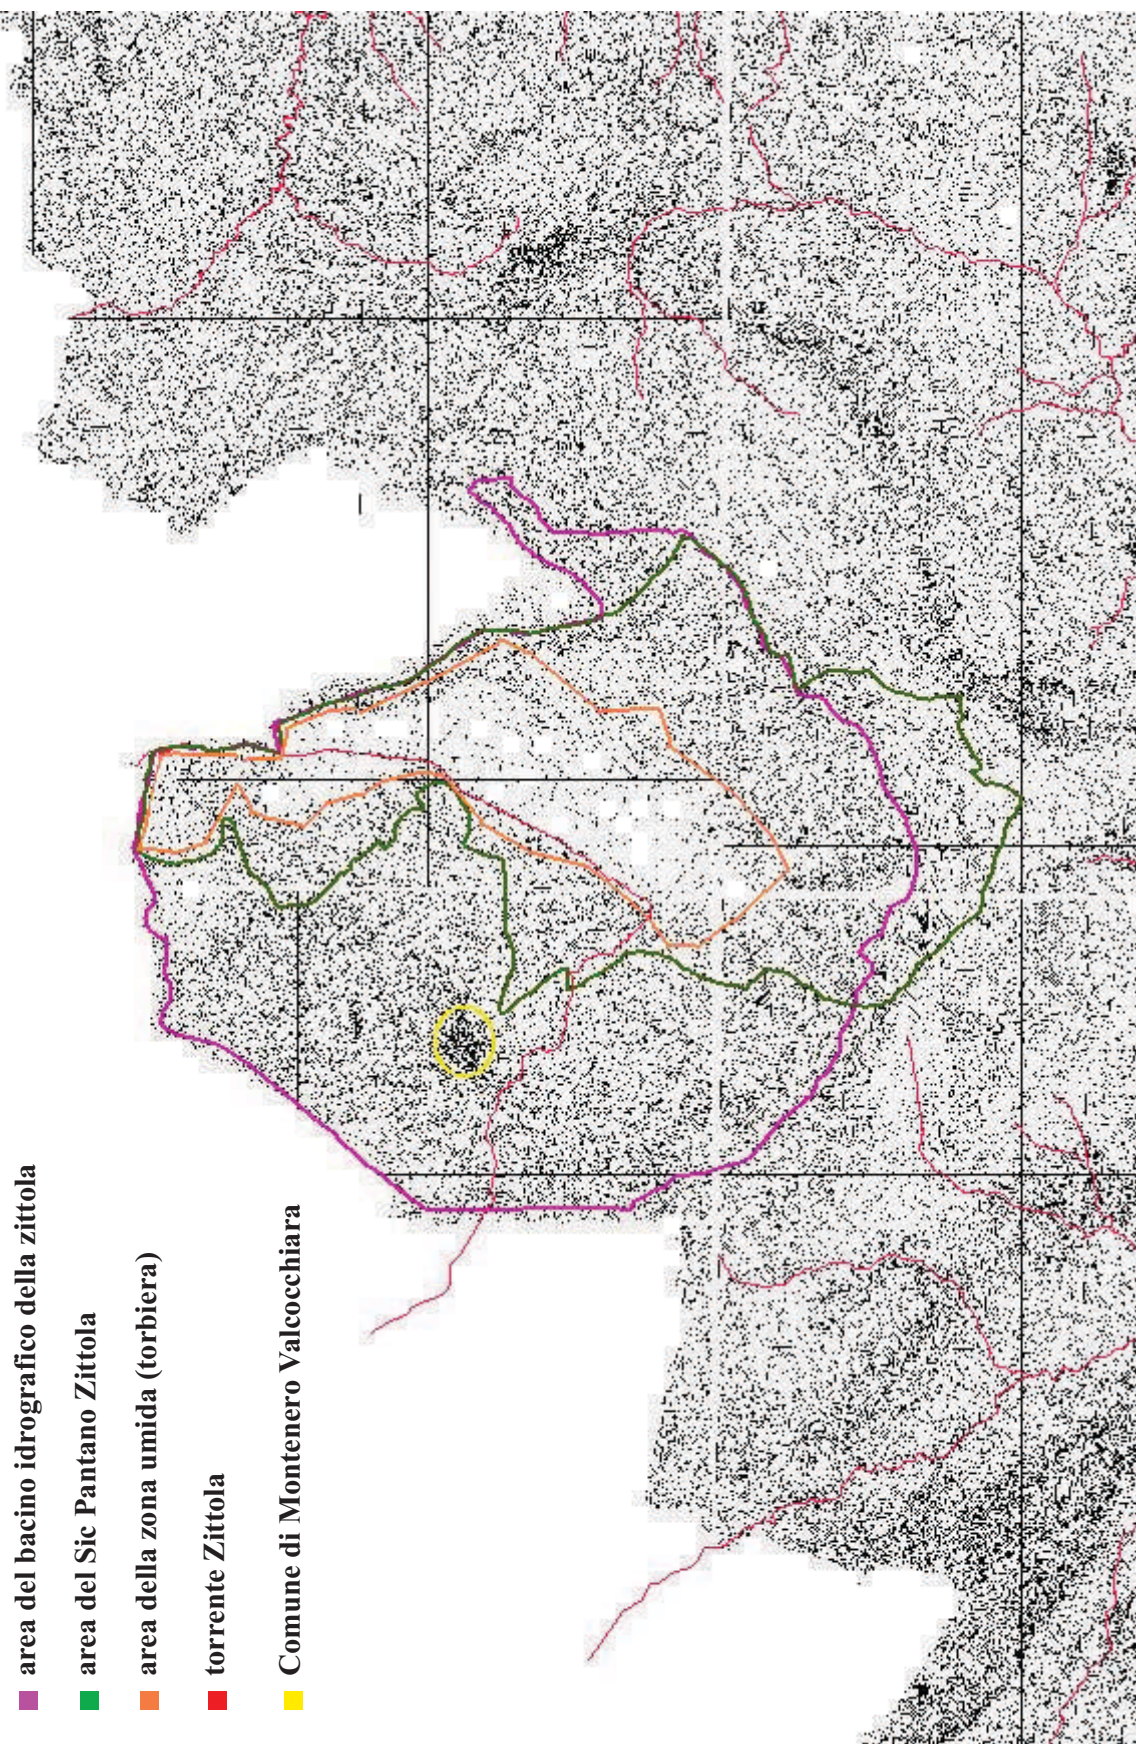 area del bacino idrografico della zittola
area del Sic Pantano Zittola
area della zona umida (torbiera)
torrente Zittola
Comune di Montenero Valcocchiara